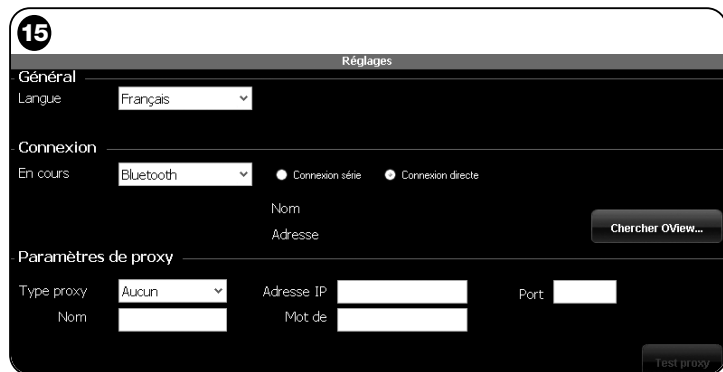 15
Réglages
Général
Langue Français
Connexion
En cours Bluetooth Connexion série Connexion directe
Nom
Adresse Chercher OView...
Paramètres de proxy
Type proxy Aucun Adresse IP Port
Nom Mot de
Test proxy